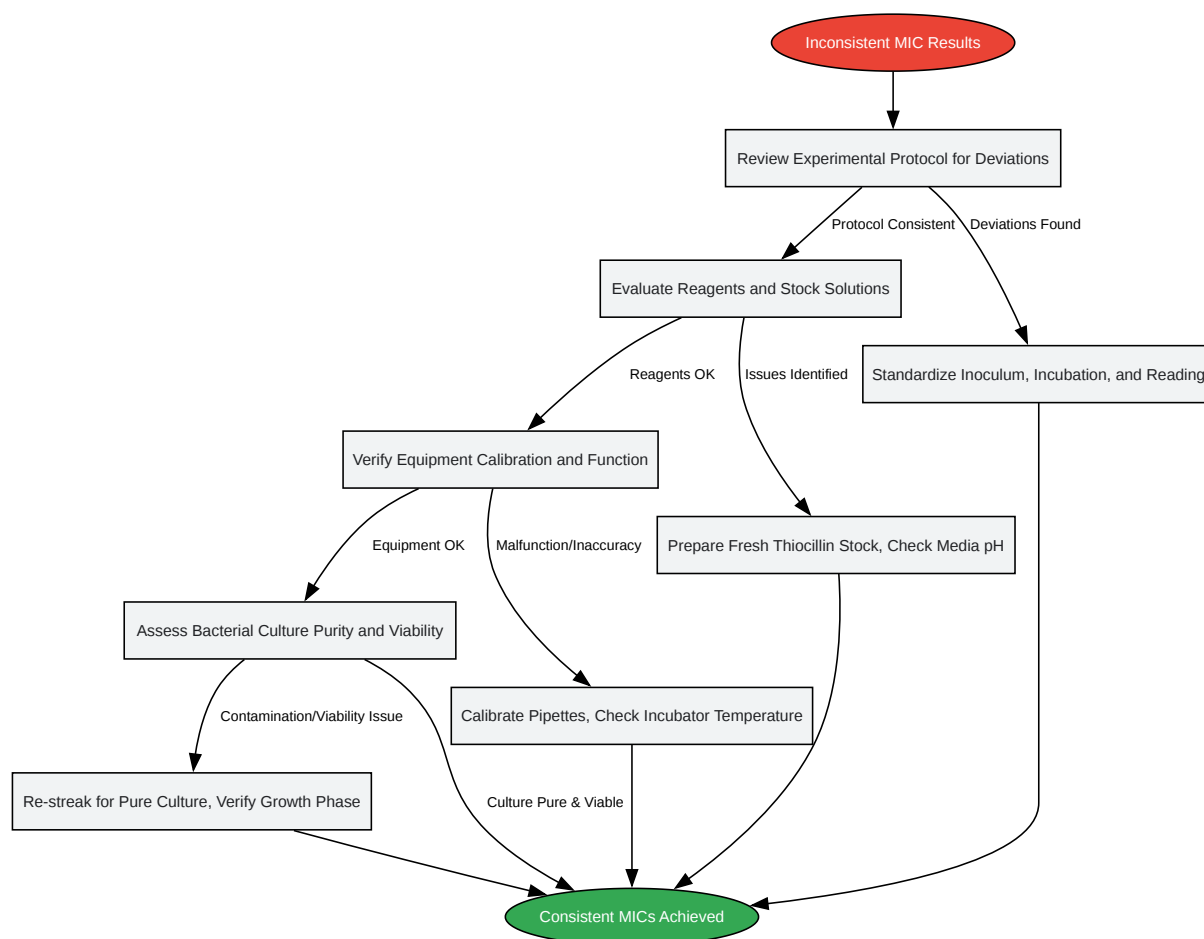 Inconsistent MIC Results
Review Experimental Protocol for Deviations
Protocol Consistent
Deviations Found
Evaluate Reagents and Stock Solutions
Reagents OK
Issues Identified
Standardize Inoculum, Incubation, and Reading
Verify Equipment Calibration and Function
Equipment OK
Malfunction/Inaccuracy
Prepare Fresh Thiocillin Stock, Check Media pH
Assess Bacterial Culture Purity and Viability
Contamination/Viability Issue
Calibrate Pipettes, Check Incubator Temperature
Re-streak for Pure Culture, Verify Growth Phase
Culture Pure & Viable
Consistent MICs Achieved